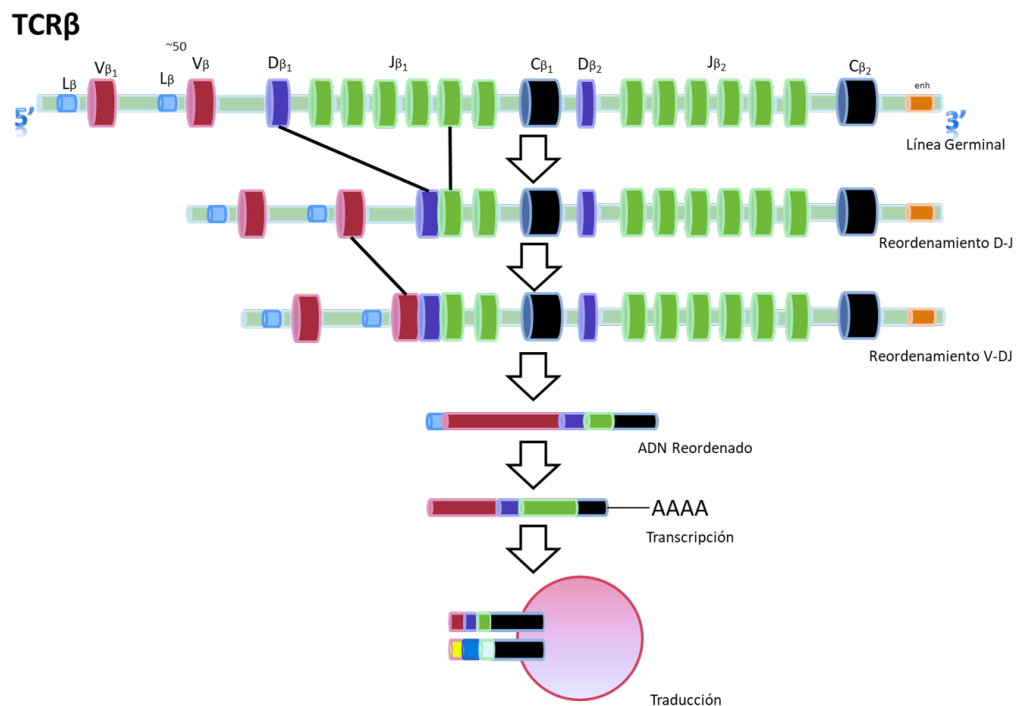 TCRβ
~50
Lβ Vβ1 Lβ Vβ Dβ1 Jβ1 Cβ1 Dβ2 Jβ2 Cβ2 enh
5' 3'
Línea Germinal
Reordenamiento D-J
Reordenamiento V-DJ
ADN Reordenado
AAAA
Transcripción
Traducción